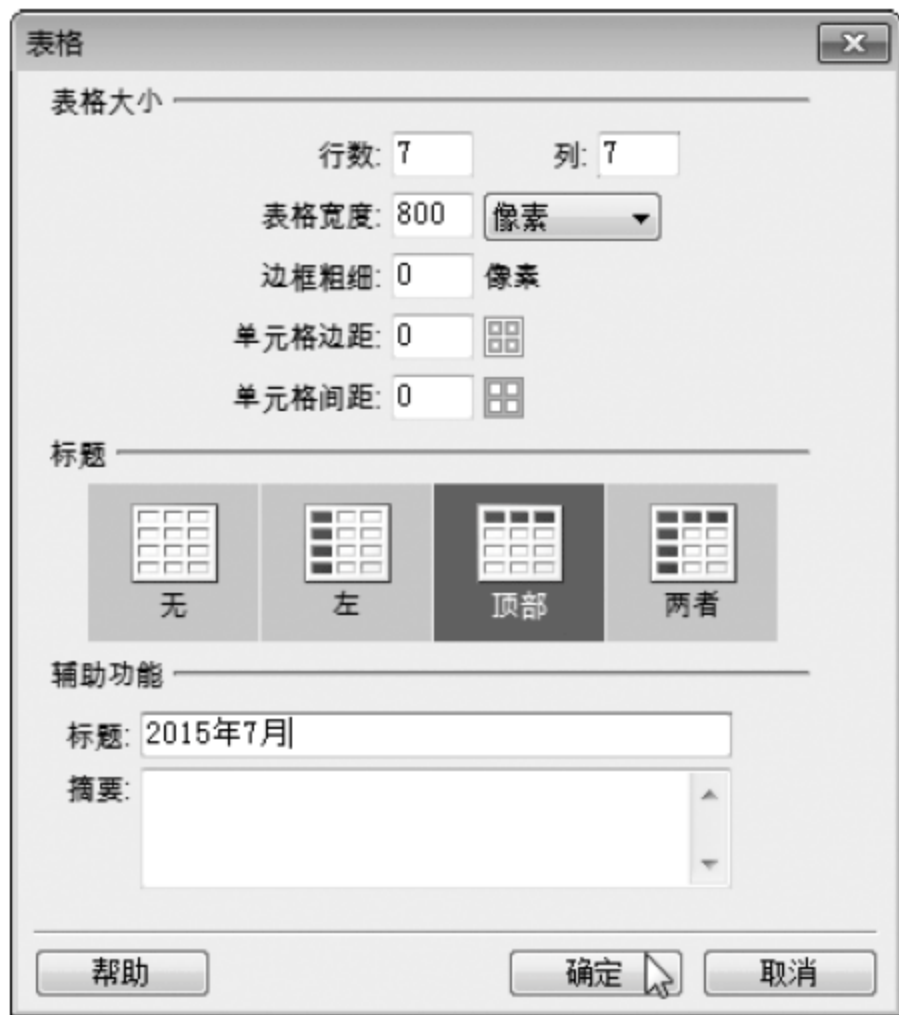 表格
表格大小
行数: 7 列: 7
表格宽度: 800 像素
边框粗细: 0 像素
单元格边距: 0
单元格间距: 0
标题
无 左 顶部 两者
辅助功能
标题: 2015年7月
摘要:
帮助 确定 取消